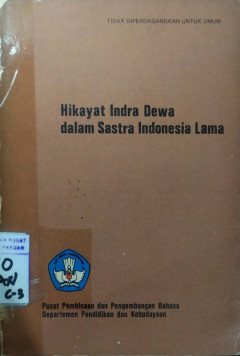 TIDAK DIPERDAGANGKAN UNTUK UMUM
Hikayat Indra Dewa
dalam Sastra Indonesia Lama
Pusat Pembinaan dan Pengembangan Bahasa
Departemen Pendidikan dan Kebudayaan